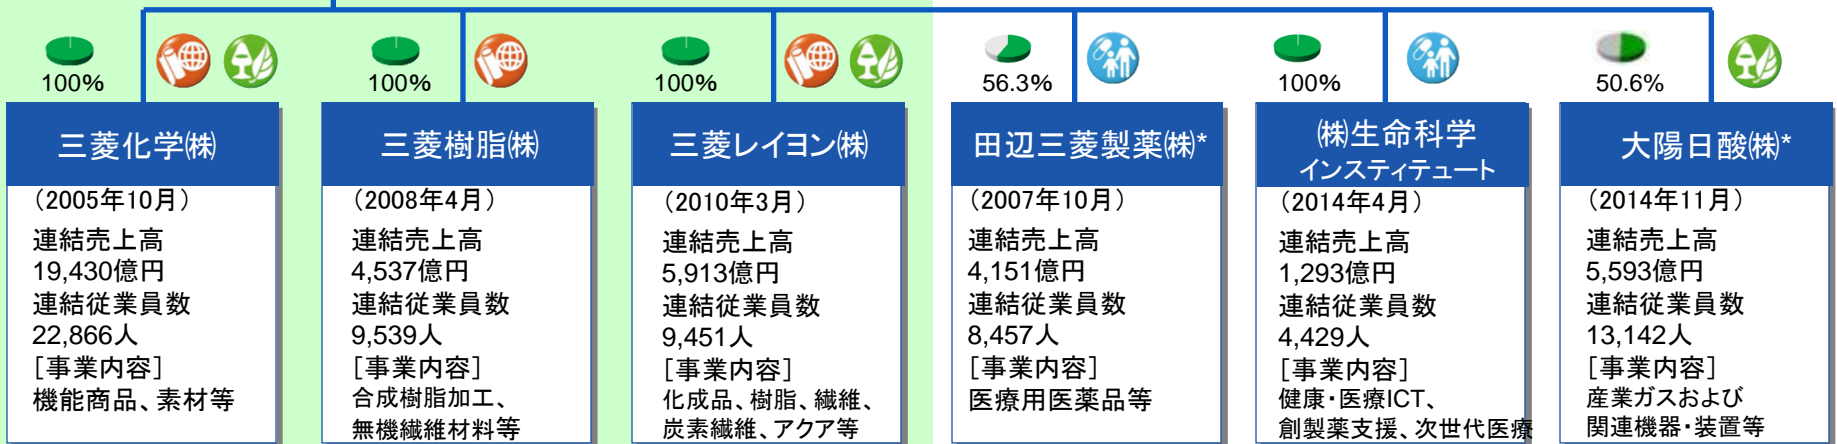 100%
三菱化学㈱
（2005年10月）
連結売上高
19,430億円
連結従業員数
22,866人
［事業内容］
機能商品、素材等
100%
三菱樹脂㈱
（2008年4月）
連結売上高
4,537億円
連結従業員数
9,539人
［事業内容］
合成樹脂加工、
無機繊維材料等
100%
三菱レイヨン㈱
（2010年3月）
連結売上高
5,913億円
連結従業員数
9,451人
［事業内容］
化成品、樹脂、繊維、
炭素繊維、アクア等
56.3%
田辺三菱製薬㈱*
（2007年10月）
連結売上高
4,151億円
連結従業員数
8,457人
［事業内容］
医療用医薬品等
100%
㈱生命科学
インスティテュート
（2014年4月）
連結売上高
1,293億円
連結従業員数
4,429人
［事業内容］
健康・医療ICT、
創製薬支援、次世代医療
50.6%
大陽日酸㈱*
（2014年11月）
連結売上高
5,593億円
連結従業員数
13,142人
［事業内容］
産業ガスおよび
関連機器・装置等